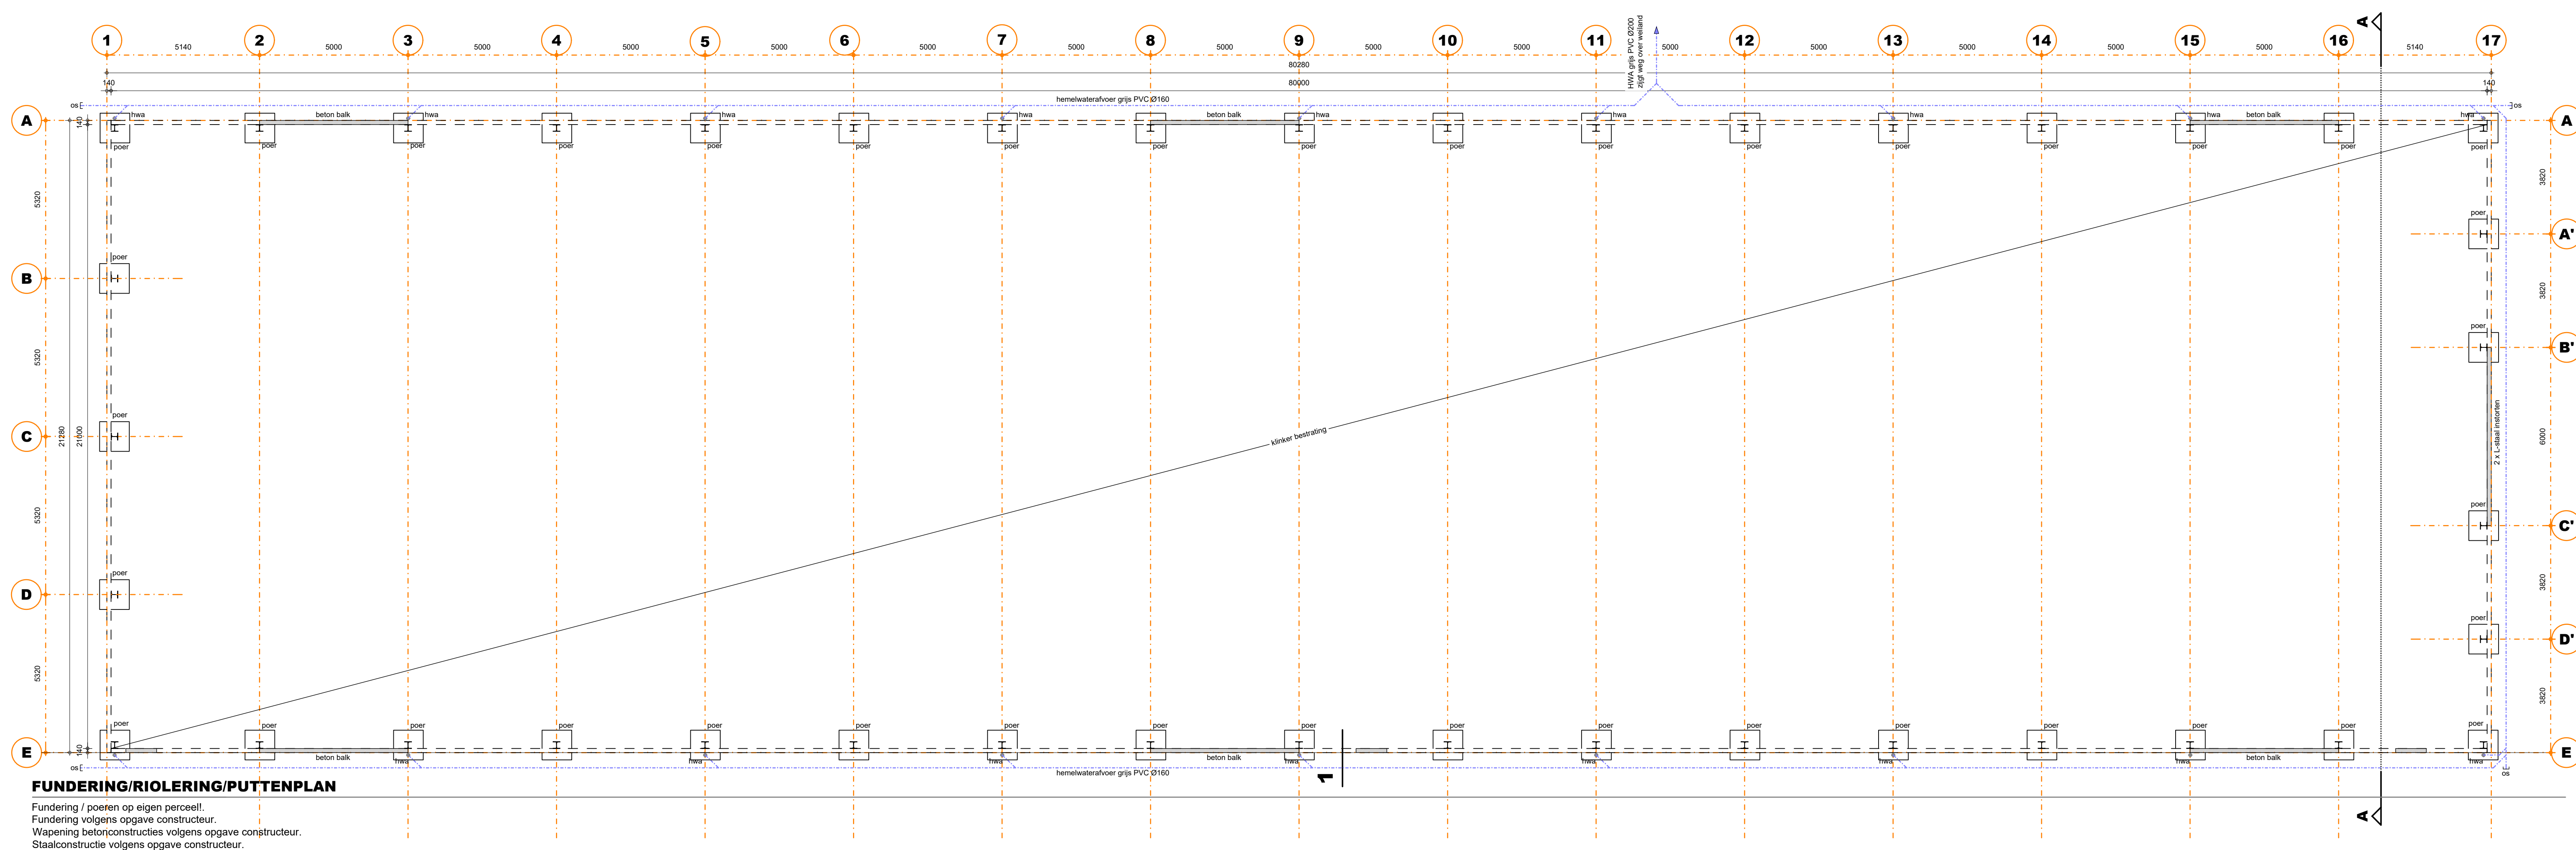 1 2 3 4 5 6 7 8 9 10 11 12 13 14 15 16 17
A
5140 5000 5000 5000 5000 5000 5000 5000 5000 5000 5000 5000 5000 5000 5000 5140
HWA grijs PVC Ø200
zijgt weg over weiland
80280
140 80000 140
os hemelwaterafvoer grijs PVC Ø160 os
A hwa beton balk hwa hwa hwa beton balk hwa hwa hwa hwa beton balk hwa A
140
poer poer poer poer poer poer poer poer poer poer poer poer poer poer poer poer poer
5320 3820
poer A'
poer
B
3820
poer B'
5320
poer
C 21280 21000 klinker bestrating 2 x L-staal instorten 6000
poer C'
5320
poer
D 3820
poer D'
5320 3820
poer poer poer poer poer poer poer poer poer poer poer poer poer poer poer poer poer
E 140 E
beton balk hwa hwa hwa beton balk hwa hwa hwa hwa beton balk hwa
os hemelwaterafvoer grijs PVC Ø160 1 os
FUNDERING/RIOLERING/PUTTENPLAN
Fundering / poeren op eigen perceel!.
A
Fundering volgens opgave constructeur.
Wapening betonconstructies volgens opgave constructeur.
Staalconstructie volgens opgave constructeur.